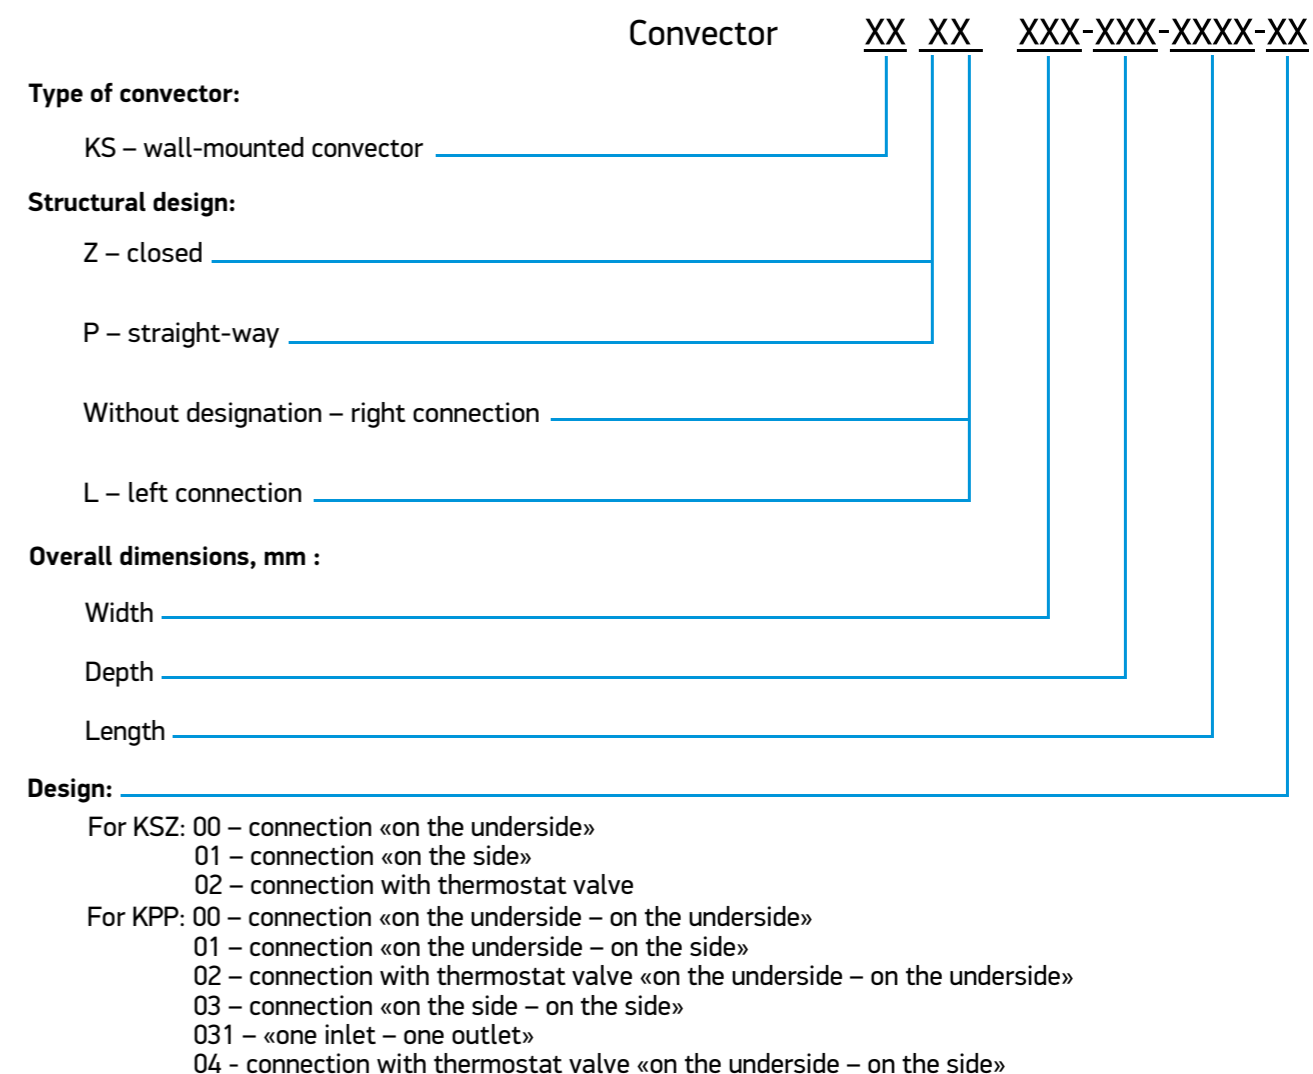 Convector XX XX XXX-XXX-XXXX-XX
Type of convector:
KS – wall-mounted convector
Structural design:
Z – closed
P – straight-way
Without designation – right connection
L – left connection
Overall dimensions, mm :
Width
Depth
Length
Design:
For KSZ: 00 – connection «on the underside»
01 – connection «on the side»
02 – connection with thermostat valve
For KPP: 00 – connection «on the underside – on the underside»
01 – connection «on the underside – on the side»
02 – connection with thermostat valve «on the underside – on the underside»
03 – connection «on the side – on the side»
031 – «one inlet – one outlet»
04 - connection with thermostat valve «on the underside – on the side»